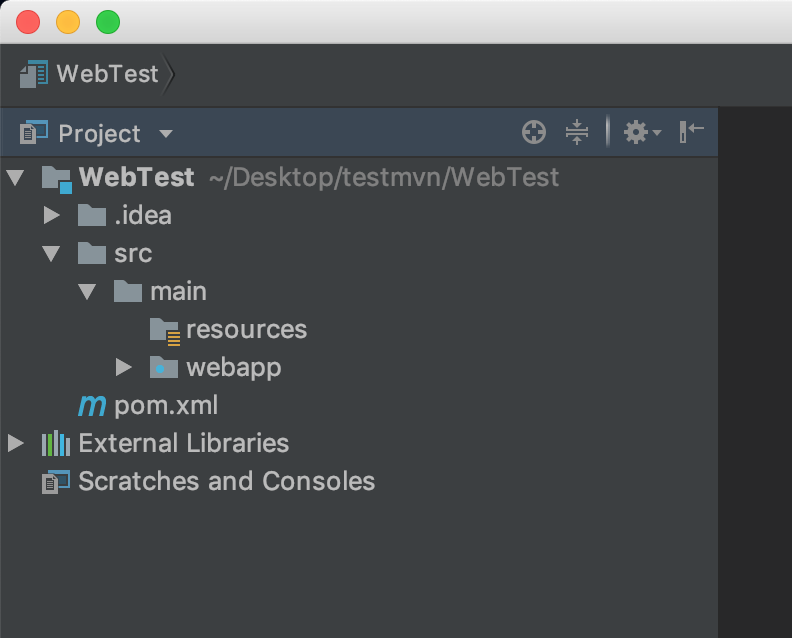 WebTest
Project
WebTest ~/Desktop/testmvn/WebTest
.idea
src
main
resources
webapp
pom.xml
External Libraries
Scratches and Consoles